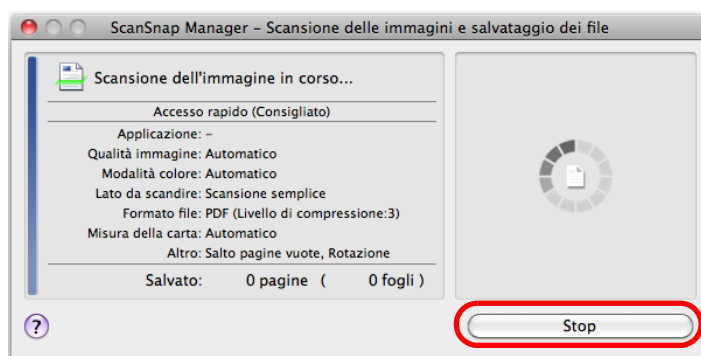 ScanSnap Manager – Scansione delle immagini e salvataggio dei file
Scansione dell'immagine in corso...
Accesso rapido (Consigliato)
Applicazione: –
Qualità immagine: Automatico
Modalità colore: Automatico
Lato da scandire: Scansione semplice
Formato file: PDF (Livello di compressione:3)
Misura della carta: Automatico
Altro: Salto pagine vuote, Rotazione
Salvato: 0 pagine ( 0 fogli )
?
Stop